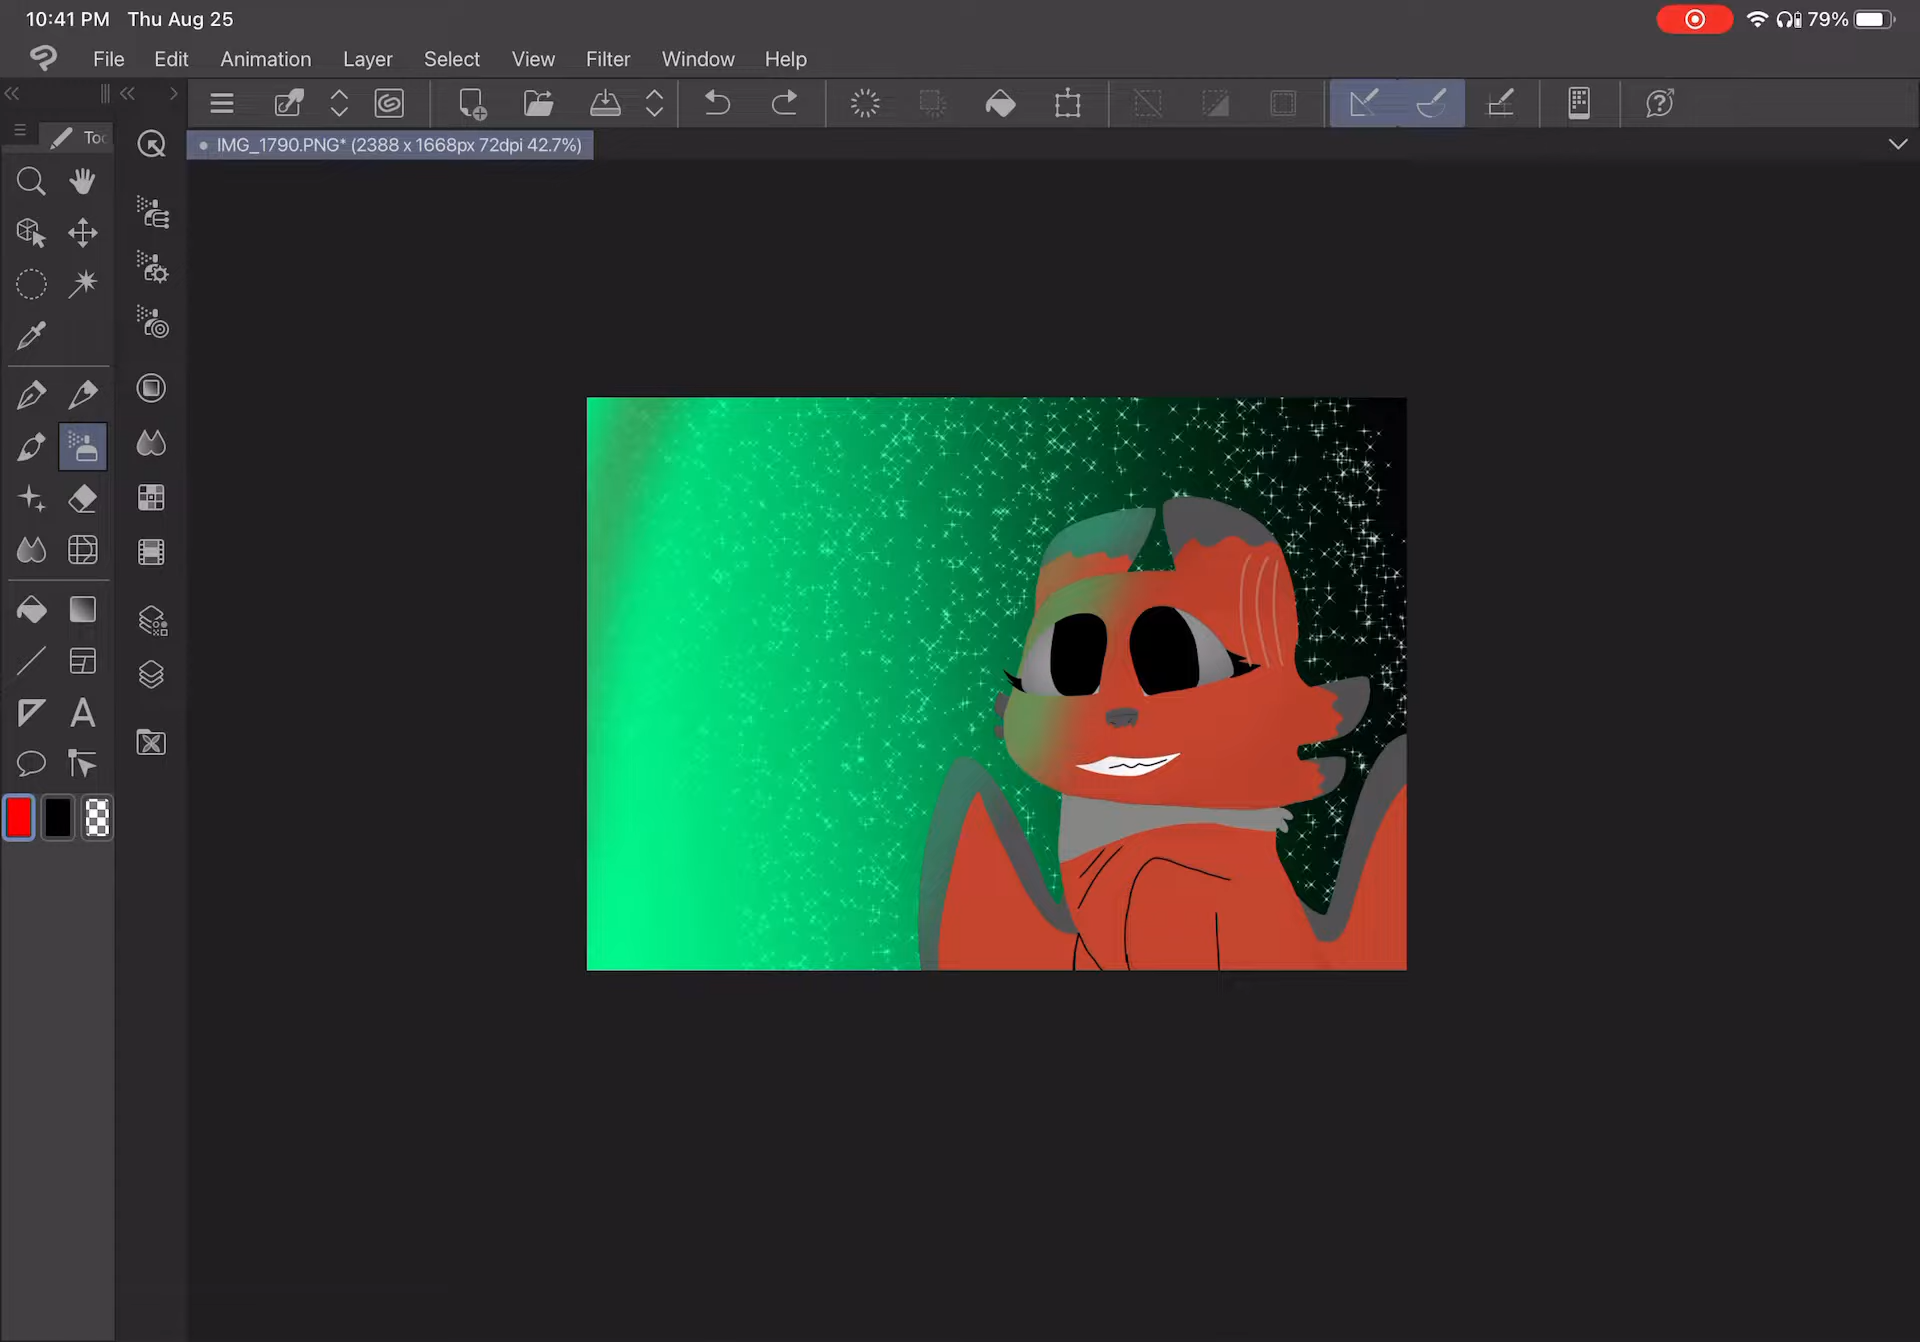 10:41 PM Thu Aug 25 79%
File Edit Animation Layer Select View Filter Window Help
Too
IMG_1790.PNG* (2388 x 1668px 72dpi 42.7%)
A